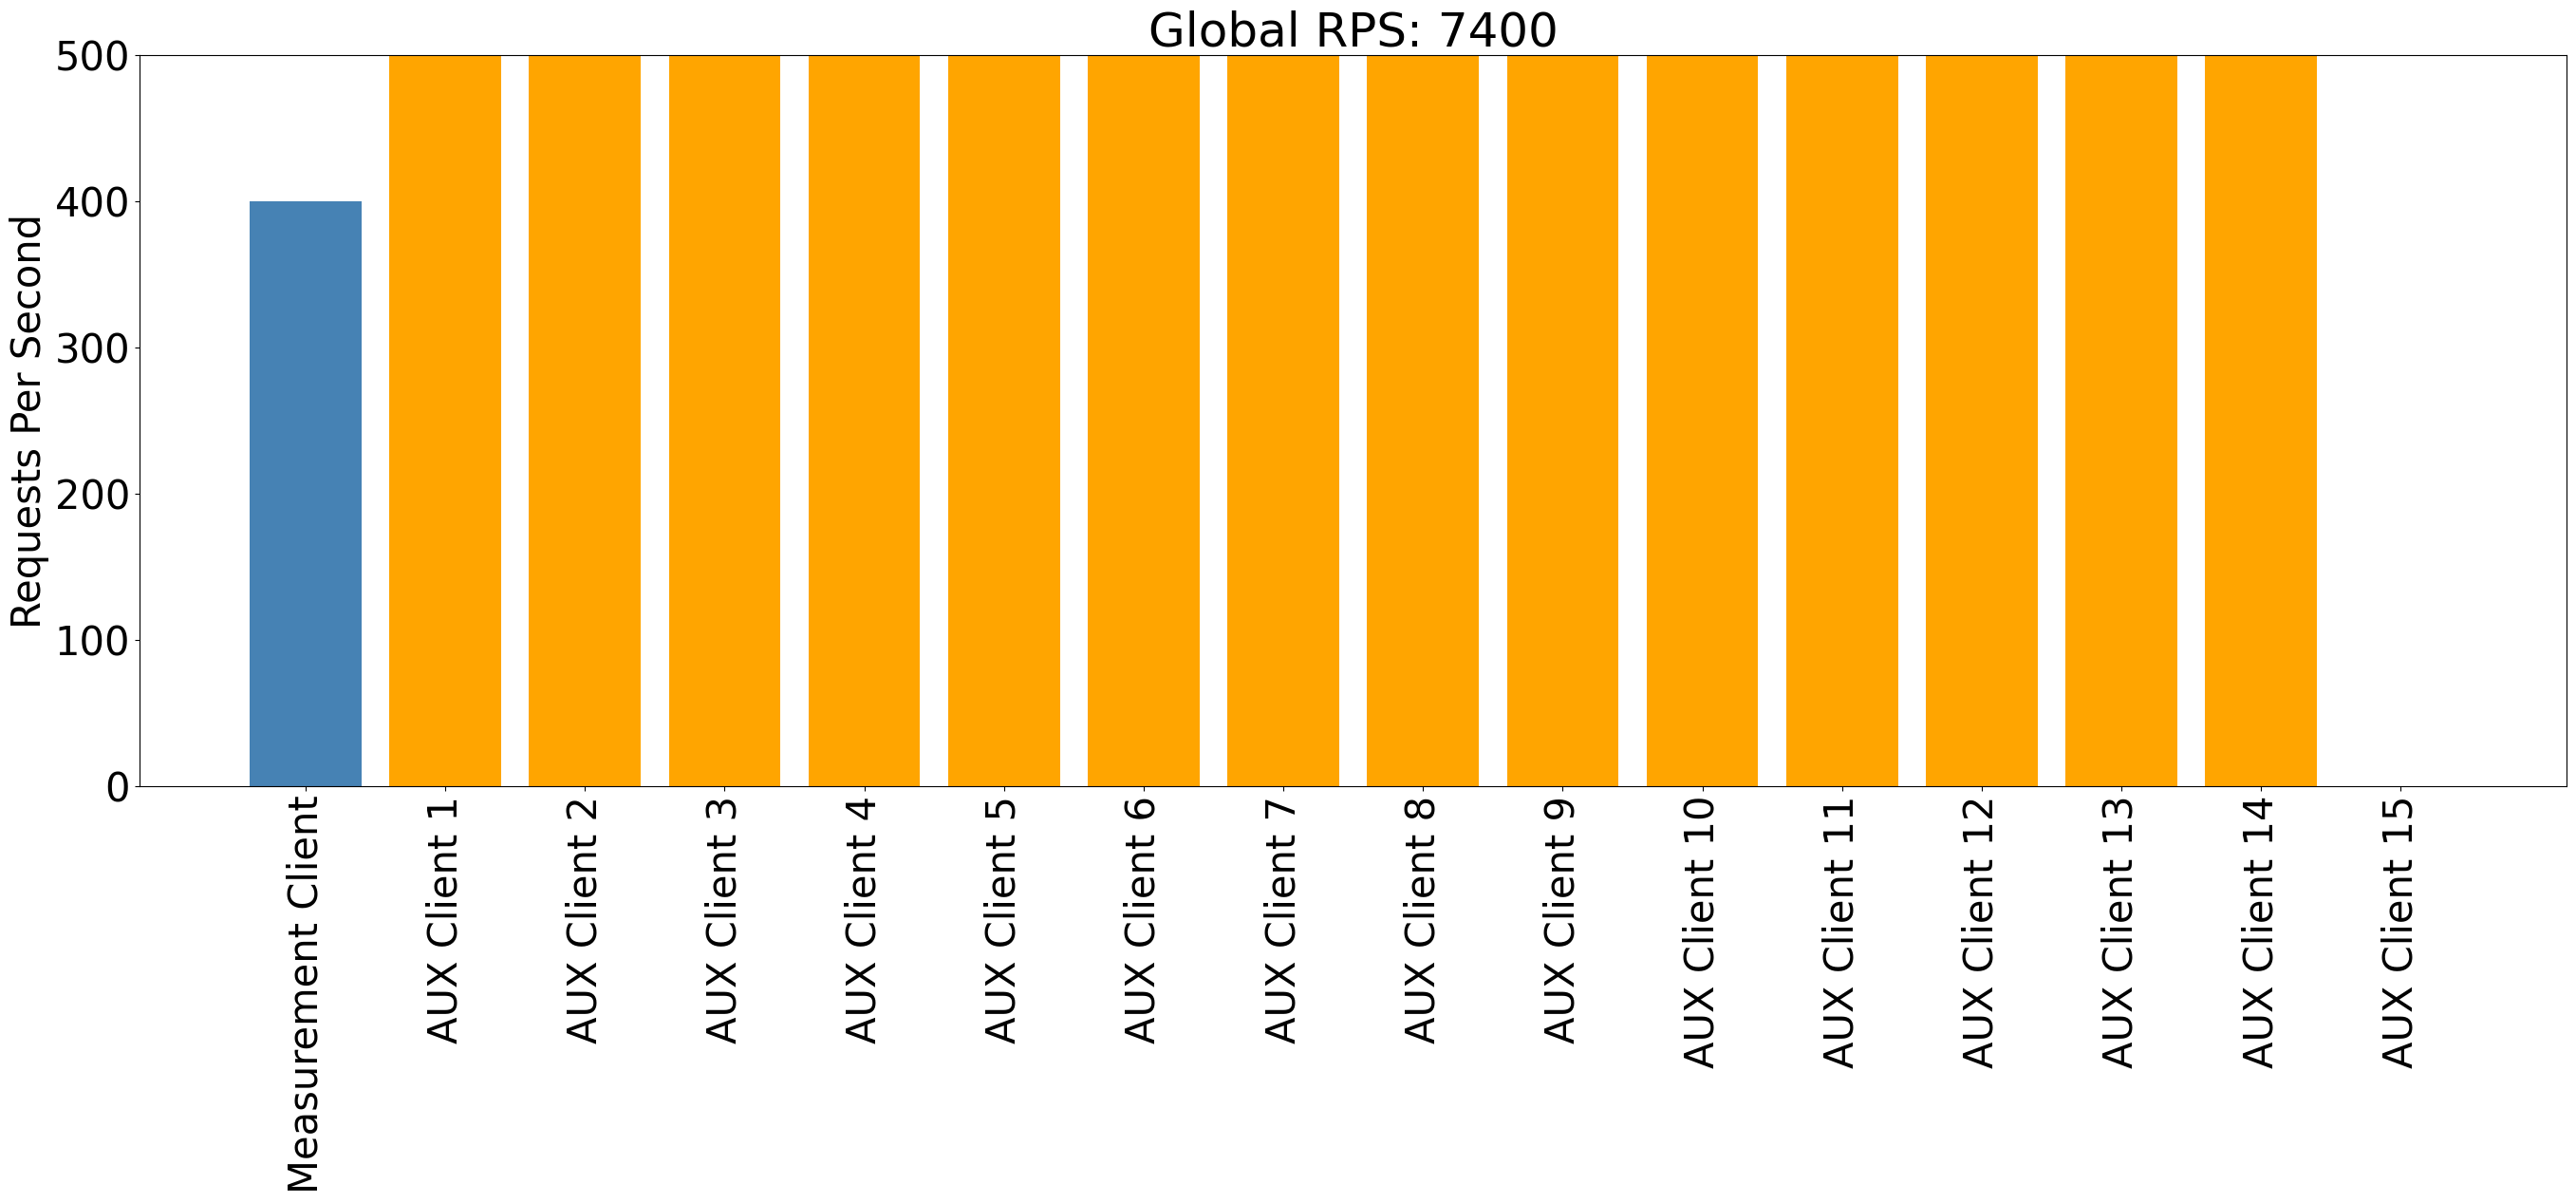 Global RPS: 7400
Requests Per Second
500
400
300
200
100
0
Measurement Client
AUX Client 1
AUX Client 2
AUX Client 3
AUX Client 4
AUX Client 5
AUX Client 6
AUX Client 7
AUX Client 8
AUX Client 9
AUX Client 10
AUX Client 11
AUX Client 12
AUX Client 13
AUX Client 14
AUX Client 15